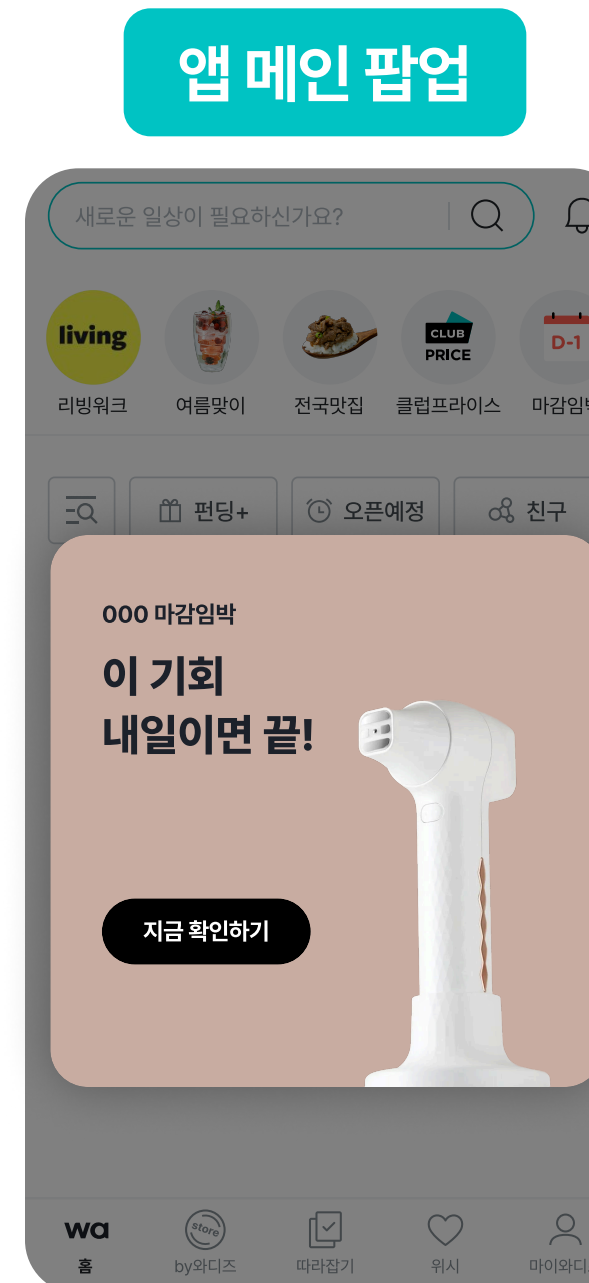 앱 메인 팝업
새로운 일상이 필요하신가요?
living
CLUB
PRICE
D-1
리빙워크
여름맞이
전국맛집
클럽프라이스
마감임
펀딩+
오픈예정
친구
000 마감임박
이 기회
내일이면 끝!
지금 확인하기
wa
store
홈
by와디즈
따라잡기
위시
마이와디